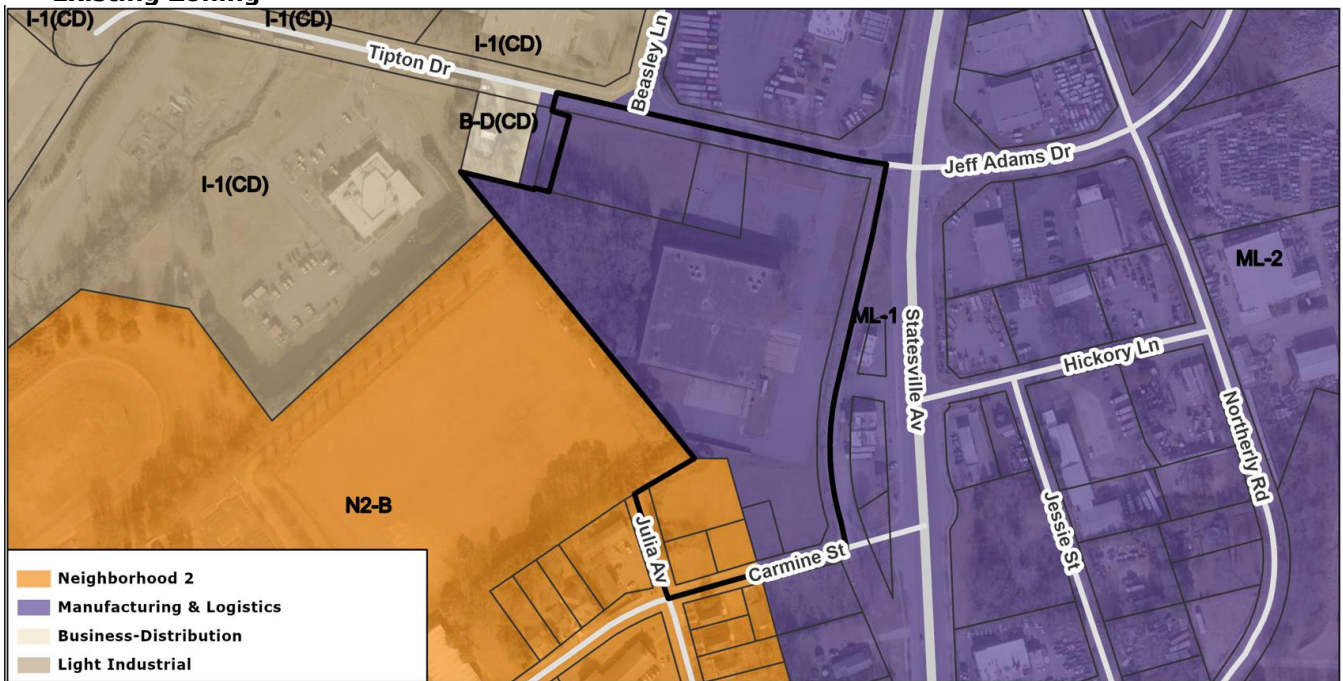 Existing Zoning
I-1(CD)
I-1(CD)
I-1(CD)
Tipton Dr
Beasley Ln
B-D(CD)
Jeff Adams Dr
I-1(CD)
ML-2
ML-1
Statesville Av
Hickory Ln
Northerly Rd
N2-B
Julia Av
Jessie St
Carmine St
Neighborhood 2
Manufacturing & Logistics
Business-Distribution
Light Industrial